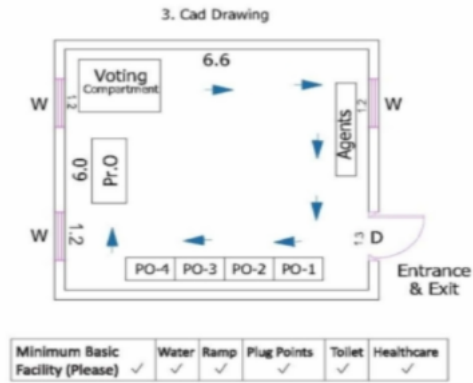 3. Cad Drawing
6.6
Voting
Compartment
W
1.2
1.2
W
Agents
6.0
Pr.O
W
1.2
1.3
D
PO-4 PO-3 PO-2 PO-1
Entrance
& Exit
Minimum Basic Facility (Please) ✓
Water ✓
Ramp ✓
Plug Points ✓
Toilet ✓
Healthcare ✓